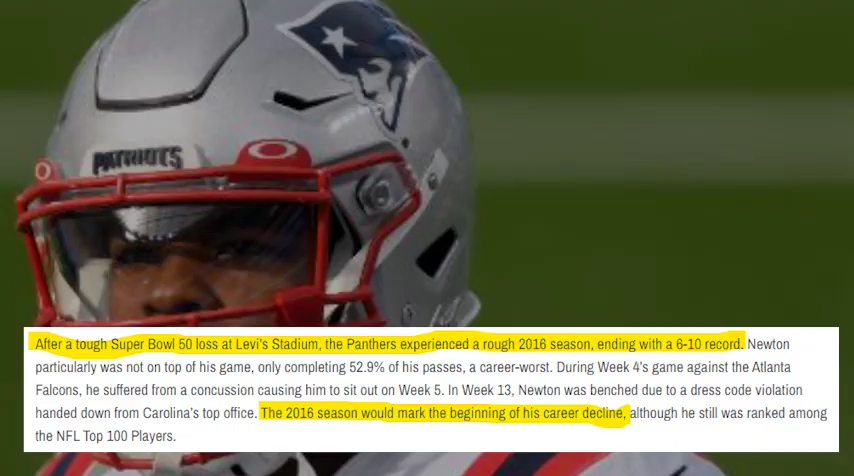 PATRIOTS
After a tough Super Bowl 50 loss at Levi's Stadium, the Panthers experienced a rough 2016 season, ending with a 6-10 record. Newton
particularly was not on top of his game, only completing 52.9% of his passes, a career-worst. During Week 4's game against the Atlanta
Falcons, he suffered from a concussion causing him to sit out on Week 5. In Week 13, Newton was benched due to a dress code violation
handed down from Carolina's top office. The 2016 season would mark the beginning of his career decline, although he still was ranked among
the NFL Top 100 Players.